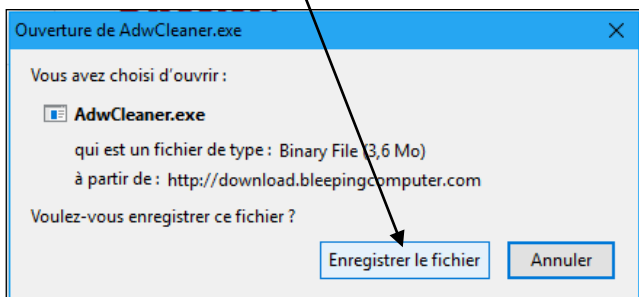 Ouverture de AdwCleaner.exe
Vous avez choisi d'ouvrir :
AdwCleaner.exe
qui est un fichier de type : Binary File (3,6 Mo)
à partir de : http://download.bleepingcomputer.com
Voulez-vous enregistrer ce fichier ?
Enregistrer le fichier
Annuler